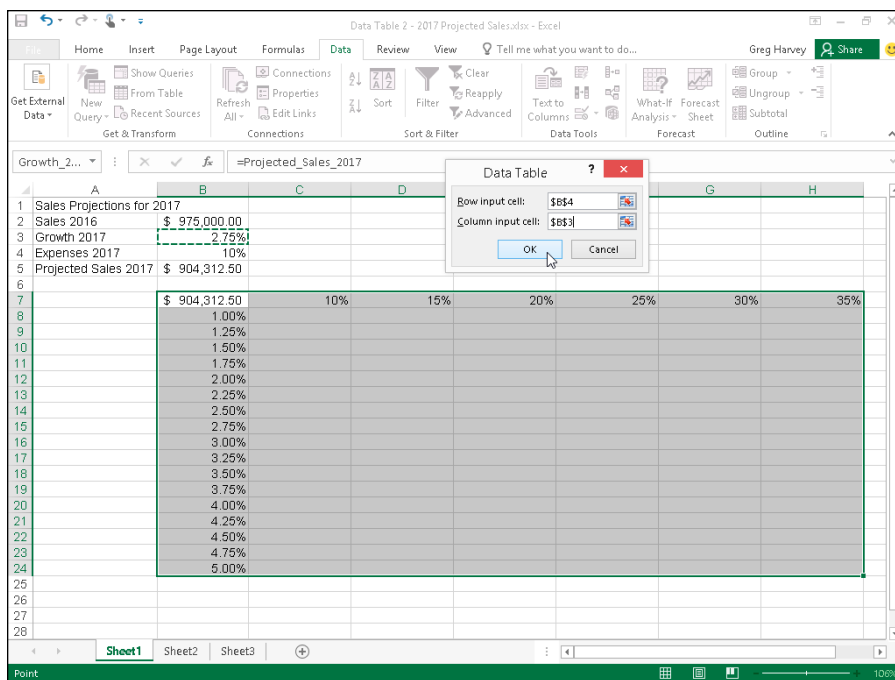 Data Table 2 - 2017 Projected Sales.xlsx - Excel
File Home Insert Page Layout Formulas Data Review View Tell me what you want to do... Greg Harvey Share
Get External Data
New Query
Show Queries
From Table
Recent Sources
Get & Transform
Refresh All
Connections
Properties
Edit Links
Connections
Sort
Filter
Clear
Reapply
Advanced
Sort & Filter
Text to Columns
Data Tools
What-If Analysis
Forecast Sheet
Forecast
Group
Ungroup
Subtotal
Outline
Growth_2... fx =Projected_Sales_2017
Data Table ?
Row input cell: $B$4
Column input cell: $B$3
OK Cancel
A B C D G H
1 Sales Projections for 2017
2 Sales 2016 $ 975,000.00
3 Growth 2017 2.75%
4 Expenses 2017 10%
5 Projected Sales 2017 $ 904,312.50
6
7 $ 904,312.50 10% 15% 20% 25% 30% 35%
8 1.00%
9 1.25%
10 1.50%
11 1.75%
12 2.00%
13 2.25%
14 2.50%
15 2.75%
16 3.00%
17 3.25%
18 3.50%
19 3.75%
20 4.00%
21 4.25%
22 4.50%
23 4.75%
24 5.00%
25
26
27
28
Sheet1 Sheet2 Sheet3
Point 106%